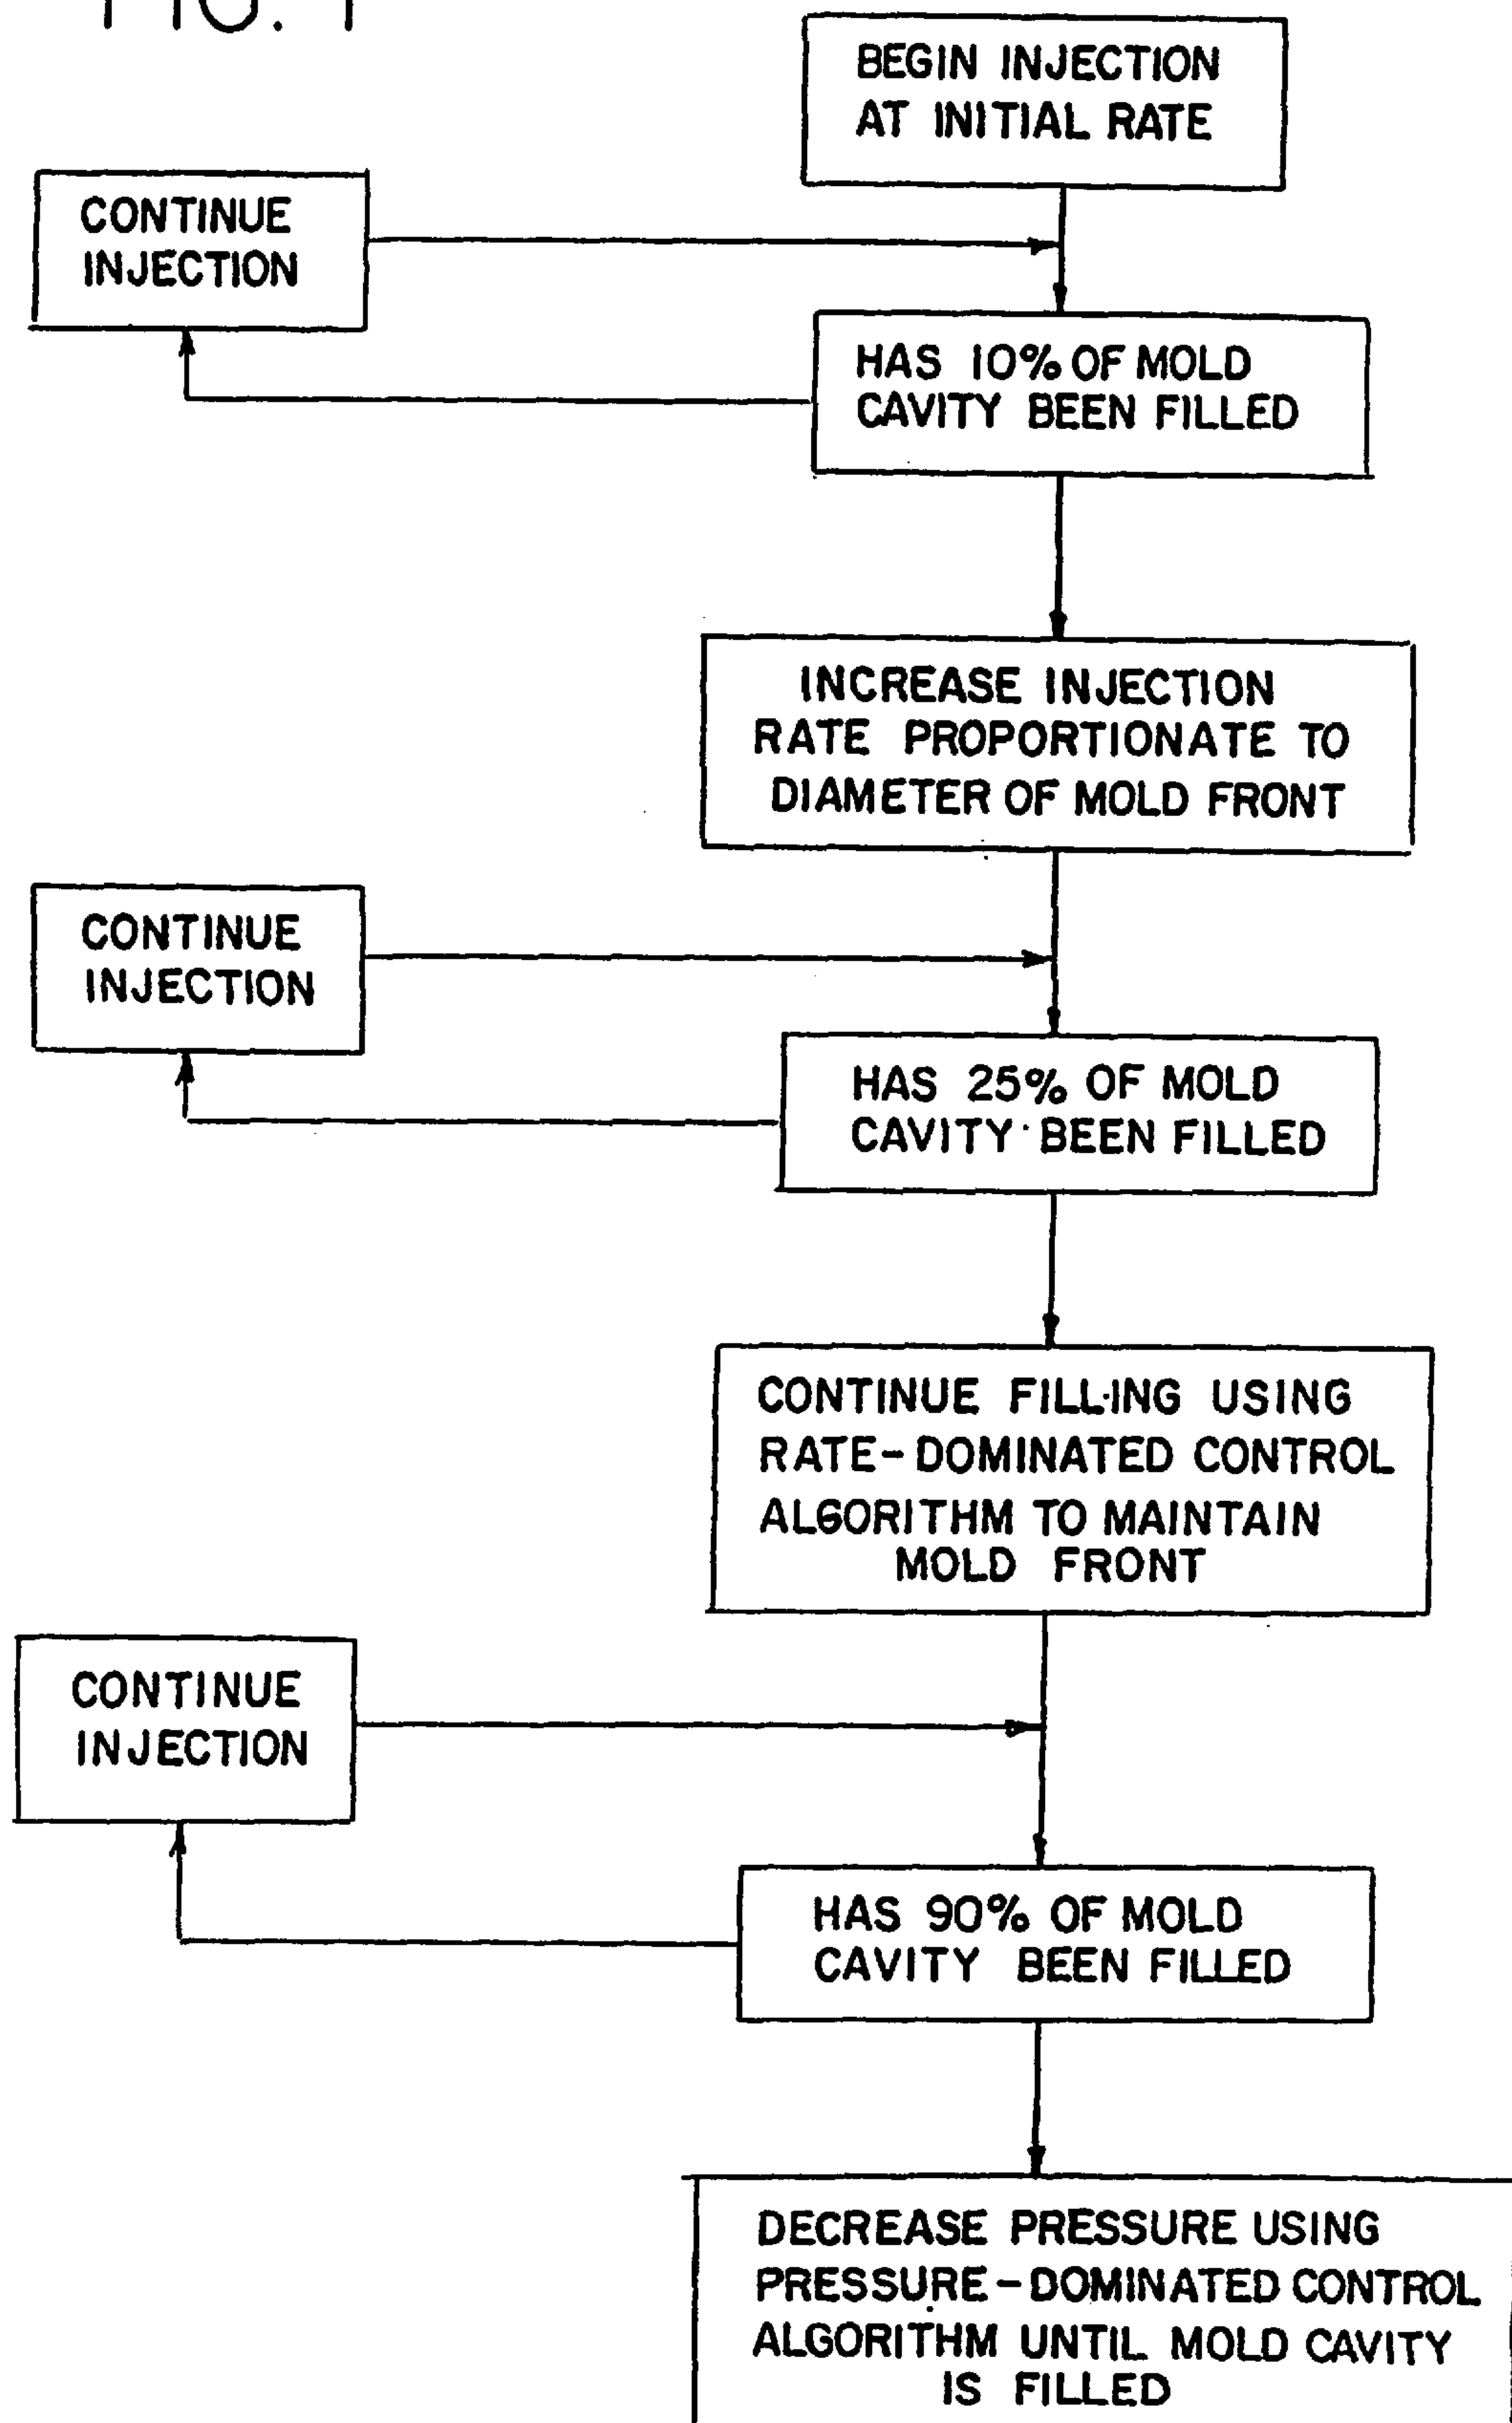 FIG. 1
BEGIN INJECTION
AT INITIAL RATE
CONTINUE
INJECTION
HAS 10% OF MOLD
CAVITY BEEN FILLED
INCREASE INJECTION
RATE PROPORTIONATE TO
DIAMETER OF MOLD FRONT
CONTINUE
INJECTION
HAS 25% OF MOLD
CAVITY BEEN FILLED
CONTINUE FILLING USING
RATE-DOMINATED CONTROL
ALGORITHM TO MAINTAIN
MOLD FRONT
CONTINUE
INJECTION
HAS 90% OF MOLD
CAVITY BEEN FILLED
DECREASE PRESSURE USING
PRESSURE-DOMINATED CONTROL
ALGORITHM UNTIL MOLD CAVITY
IS FILLED